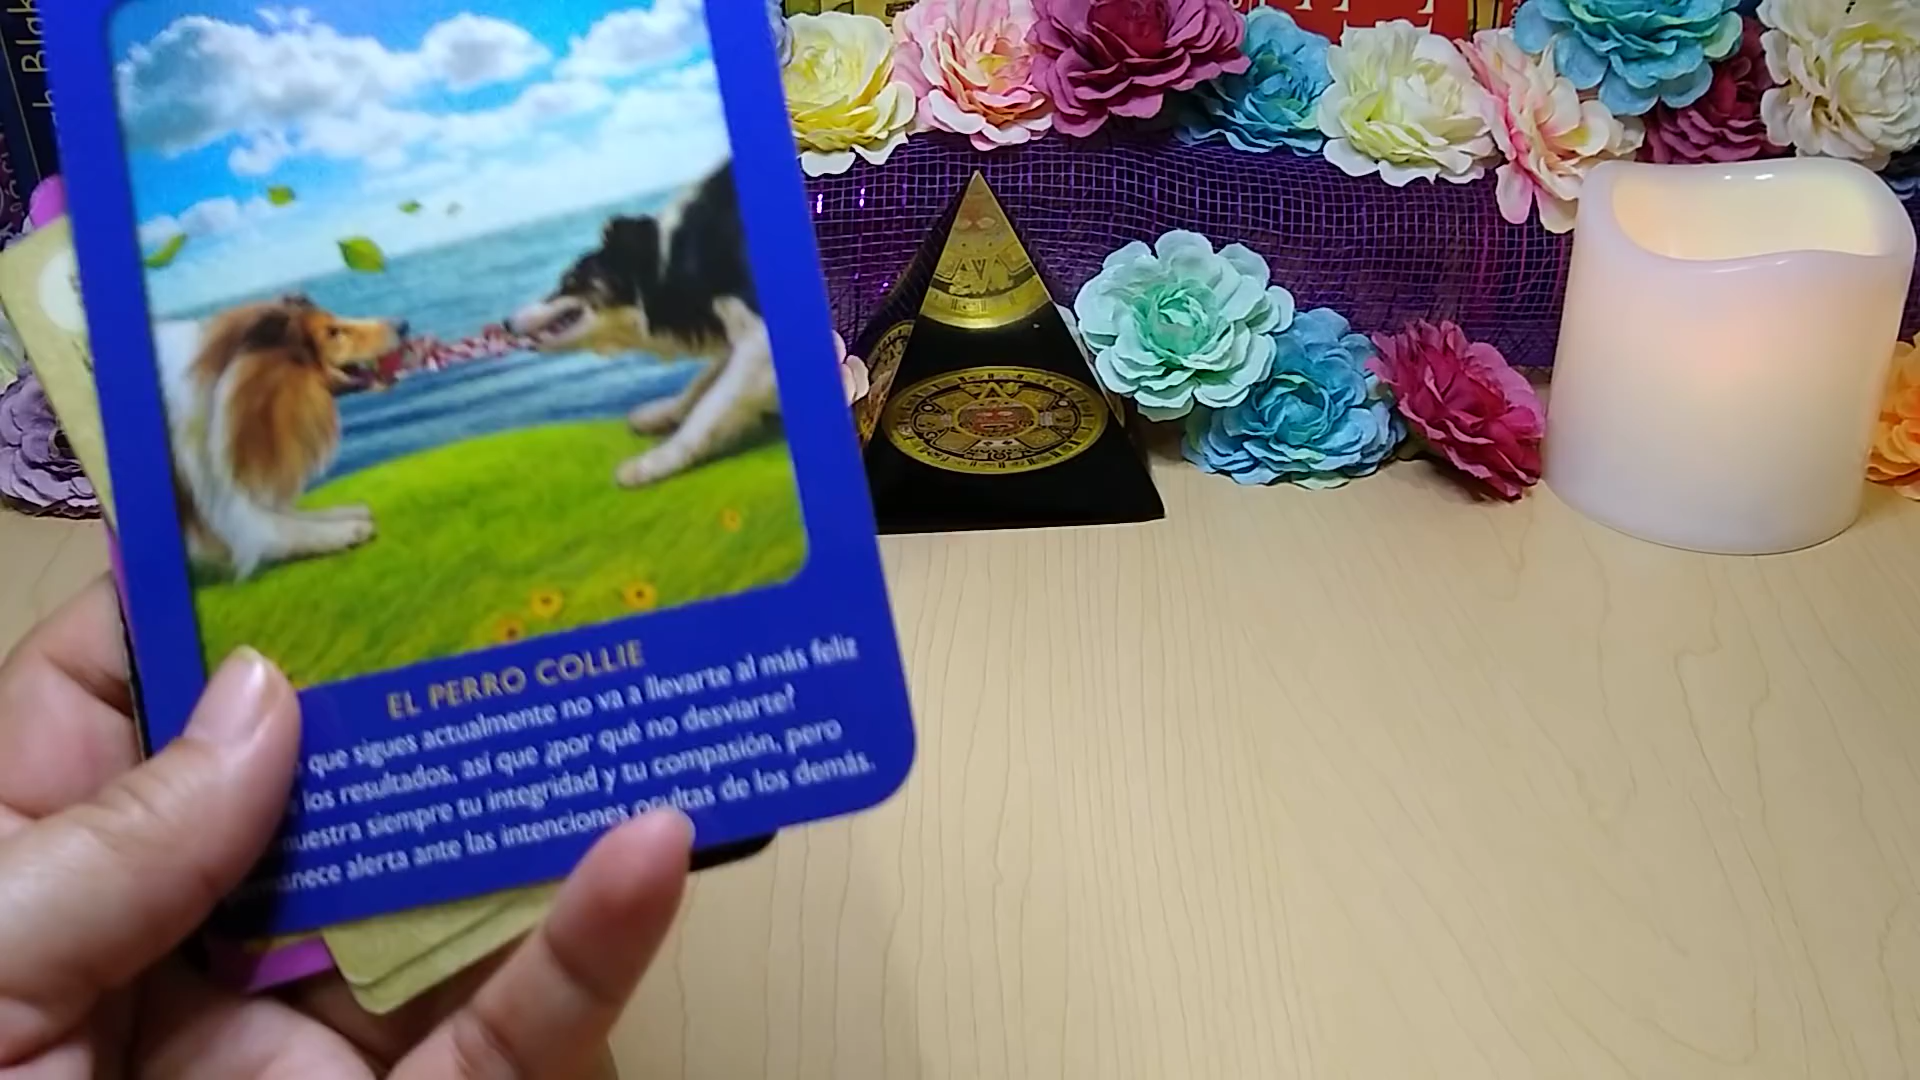 EL PERRO COLLIE
que sigues actualmente no va a llevarte al más feliz
los resultados, así que ¿por qué no desviarte?
siempre tu integridad y tu compasión, pero
alerta ante las intenciones ocultas de los demás.